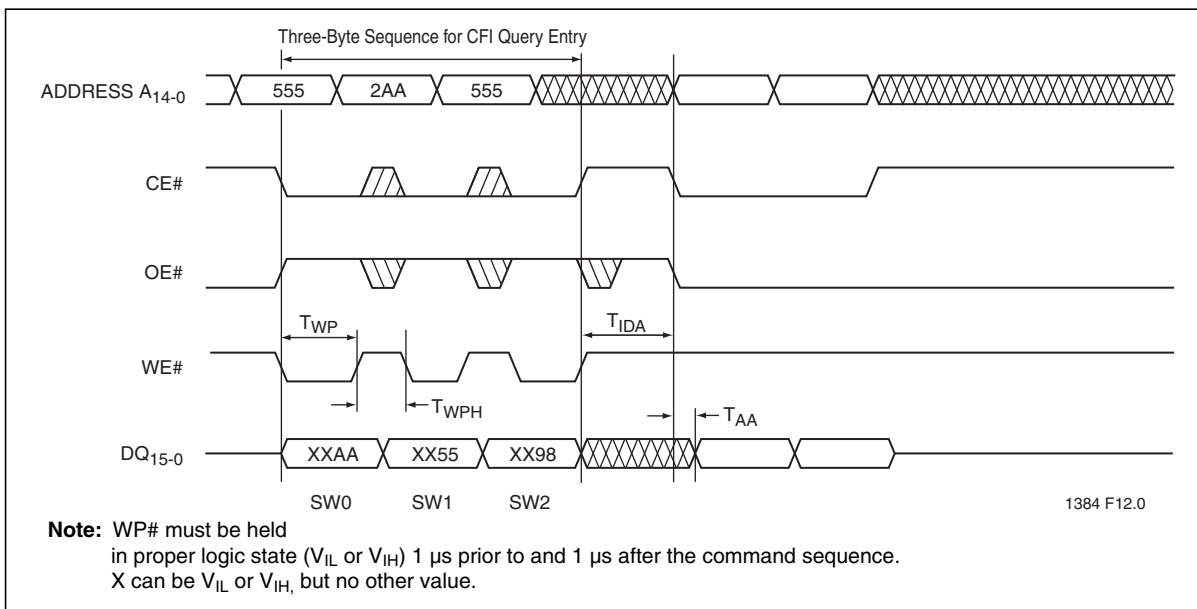 Three-Byte Sequence for CFI Query Entry
ADDRESS A14-0
555 2AA 555
CE#
OE#
TWP TIDA
WE#
TWPH TAA
DQ15-0
XXAA XX55 XX98
SW0 SW1 SW2
1384 F12.0
Note: WP# must be held
in proper logic state (VIL or VIH) 1 µs prior to and 1 µs after the command sequence.
X can be VIL or VIH, but no other value.